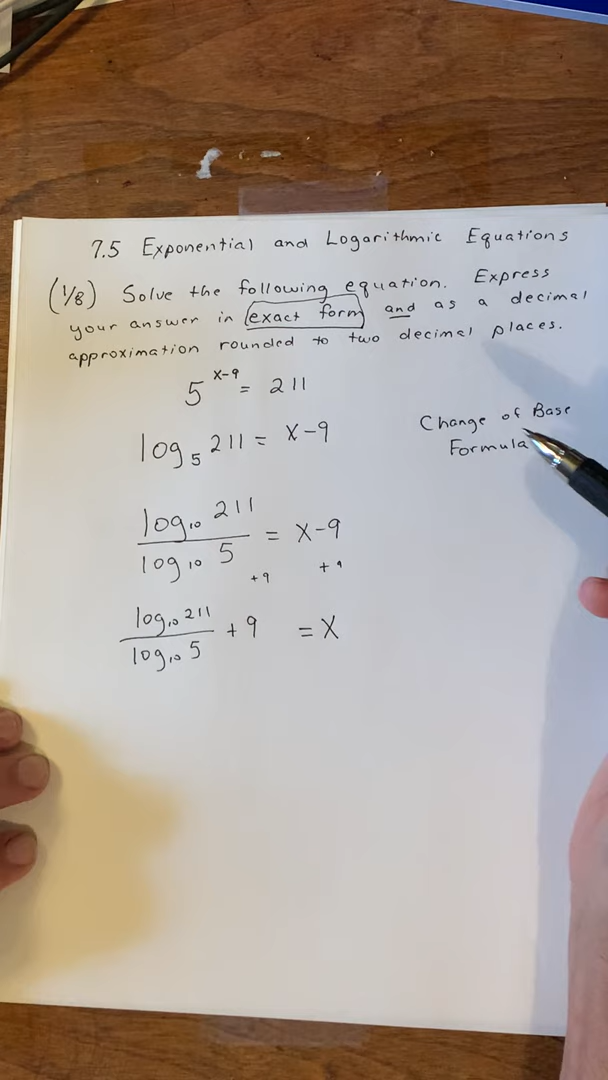 7.5 Exponential and Logarithmic Equations
(1/8) Solve the following equation. Express
your answer in exact form and as a decimal
approximation rounded to two decimal places.
5^(x-9) = 211
log₅ 211 = x-9
Change of Base
Formula
log₁₀ 211 / log₁₀ 5 = x-9
+9 +9
log₁₀ 211 / log₁₀ 5 + 9 = x